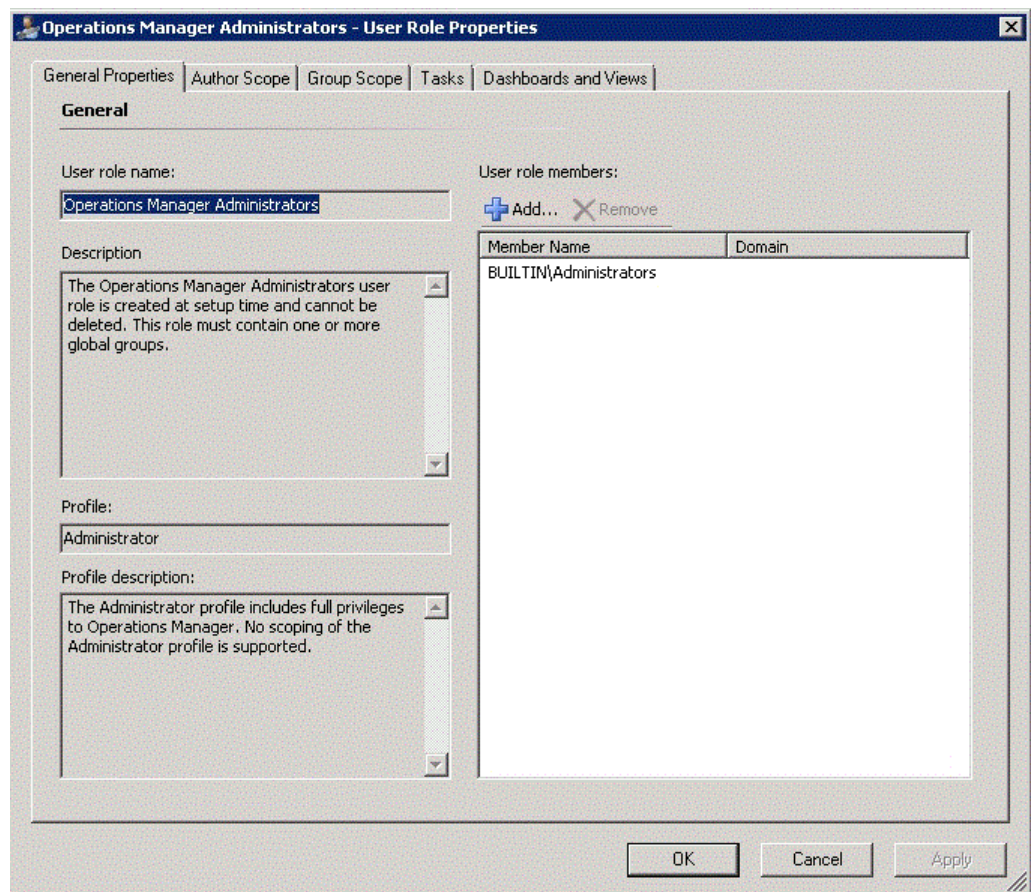 Operations Manager Administrators - User Role Properties
General Properties
Author Scope
Group Scope
Tasks
Dashboards and Views
General
User role name:
Operations Manager Administrators
Description
The Operations Manager Administrators user
role is created at setup time and cannot be
deleted. This role must contain one or more
global groups.
Profile:
Administrator
Profile description:
The Administrator profile includes full privileges
to Operations Manager. No scoping of the
Administrator profile is supported.
User role members:
Add... Remove
Member Name Domain
BUILTIN\Administrators
OK Cancel Apply